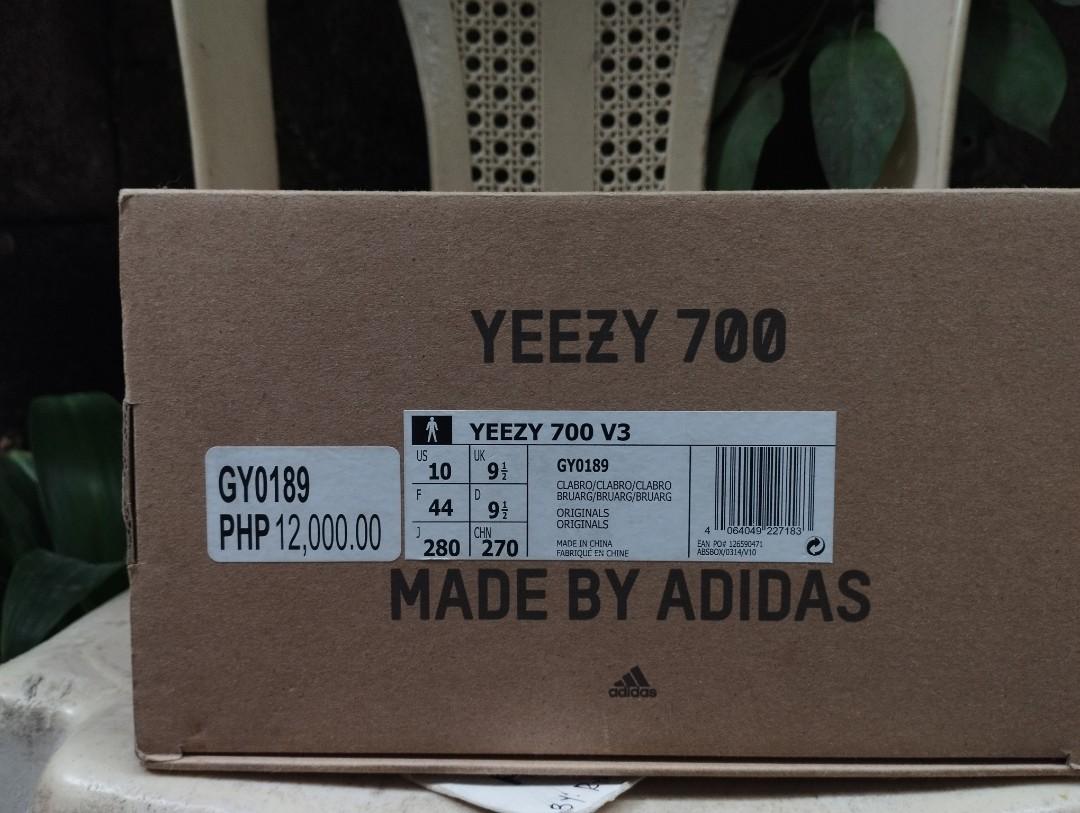 YEEZY 700
YEEZY 700 V3
GY0189
PHP 12,000.00
US 10
UK 9½
F 44
D 9½
J 280
CHN 270
GY0189
CLABRO/CLABRO/CLABRO
BRUARG/BRUARG/BRUARG
ORIGINALS
ORIGINALS
MADE IN CHINA
FABRIQUÉ EN CHINE
4 064049 227183
EAN PO# 126590471
ABSBOX/0314/V10
MADE BY ADIDAS
adidas
BY: